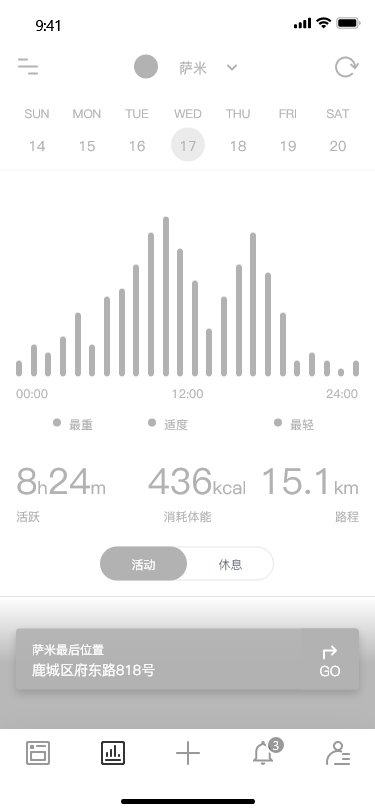 9:41
萨米
SUN MON TUE WED THU FRI SAT
14 15 16 17 18 19 20
00:00 12:00 24:00
最重 适度 最轻
8h24m 436kcal 15.1km
活跃 消耗体能 路程
活动 休息
萨米最后位置
鹿城区府东路818号
GO
3